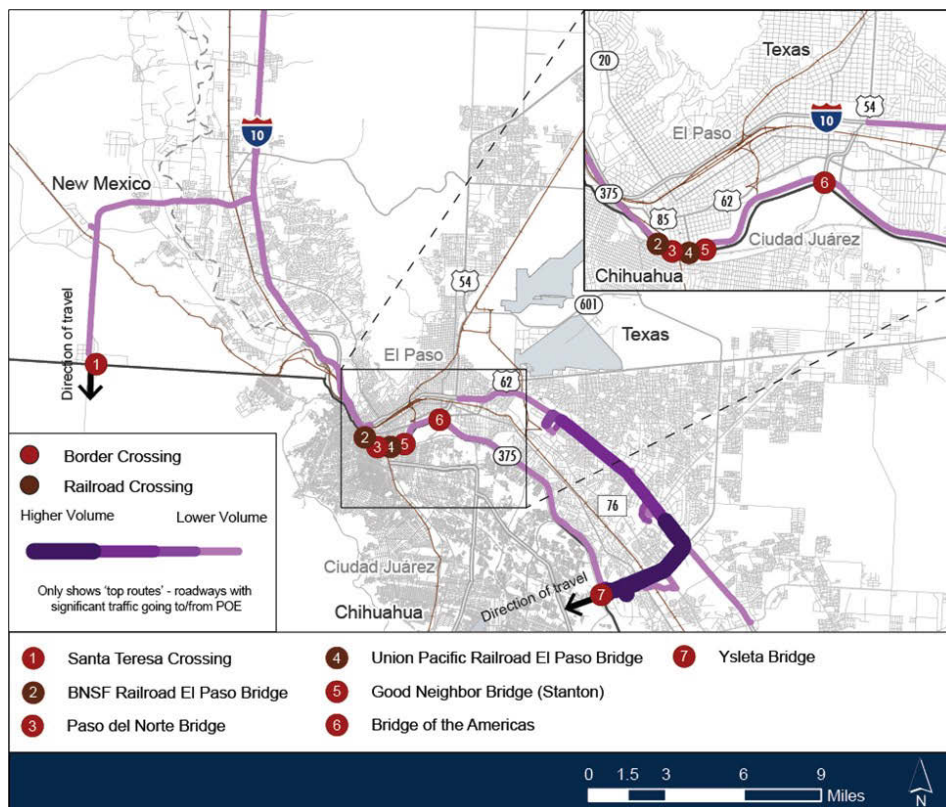 Texas
20
54
10
El Paso
10
New Mexico
375
85
62
6
2
3
4
5
Ciudad Juárez
Chihuahua
54
601
Texas
El Paso
Direction of travel
1
62
6
2
3
4
5
375
76
Border Crossing
Railroad Crossing
Higher Volume
Lower Volume
Only shows 'top routes' - roadways with
significant traffic going to/from POE
Ciudad Juárez
Chihuahua
Direction of travel
7
1 Santa Teresa Crossing
2 BNSF Railroad El Paso Bridge
3 Paso del Norte Bridge
4 Union Pacific Railroad El Paso Bridge
5 Good Neighbor Bridge (Stanton)
6 Bridge of the Americas
7 Ysleta Bridge
0 1.5 3 6 9
Miles
N